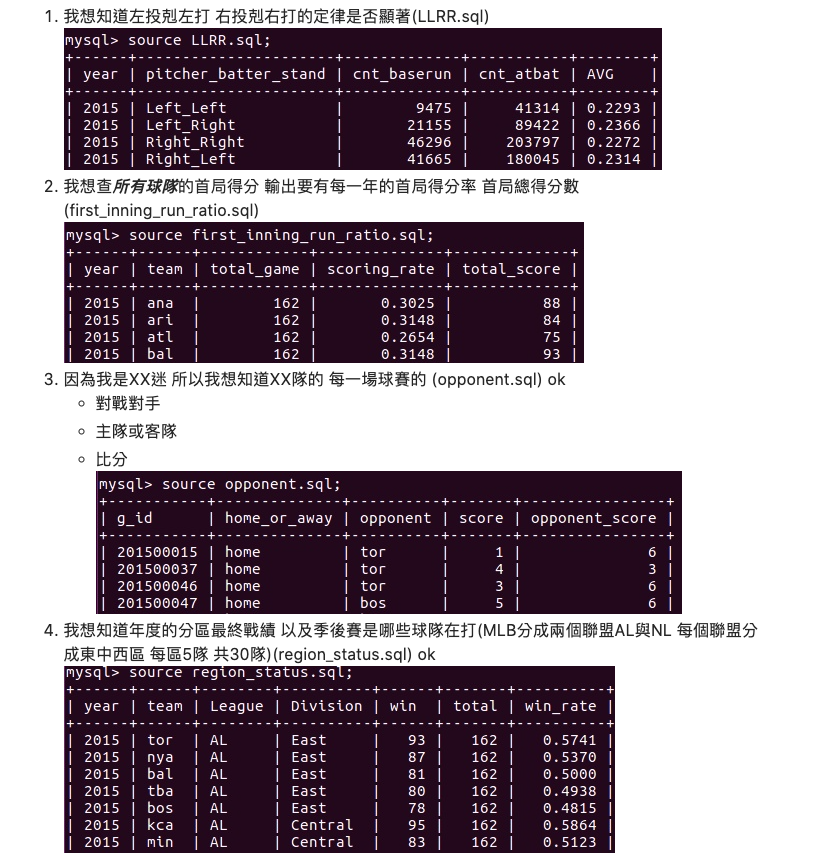 1. 我想知道左投剋左打 右投剋右打的定律是否顯著(LLRR.sql)
mysql> source LLRR.sql;
+------+----------------------+-------------+-----------+--------+
| year | pitcher_batter_stand | cnt_baserun | cnt_atbat | AVG    |
+------+----------------------+-------------+-----------+--------+
| 2015 | Left_Left            |        9475 |     41314 | 0.2293 |
| 2015 | Left_Right           |       21155 |     89422 | 0.2366 |
| 2015 | Right_Right          |       46296 |    203797 | 0.2272 |
| 2015 | Right_Left           |       41665 |    180045 | 0.2314 |
2. 我想查所有球隊的首局得分 輸出要有每一年的首局得分率 首局總得分數
(first_inning_run_ratio.sql)
mysql> source first_inning_run_ratio.sql;
+------+------+------------+--------------+-------------+
| year | team | total_game | scoring_rate | total_score |
+------+------+------------+--------------+-------------+
| 2015 | ana  |        162 |       0.3025 |          88 |
| 2015 | ari  |        162 |       0.3148 |          84 |
| 2015 | atl  |        162 |       0.2654 |          75 |
| 2015 | bal  |        162 |       0.3148 |          93 |
3. 因為我是XX迷 所以我想知道XX隊的 每一場球賽的 (opponent.sql) ok
◦ 對戰對手
◦ 主隊或客隊
◦ 比分
mysql> source opponent.sql;
+-----------+--------------+----------+-------+----------------+
| g_id      | home_or_away | opponent | score | opponent_score |
+-----------+--------------+----------+-------+----------------+
| 201500015 | home         | tor      |     1 |              6 |
| 201500037 | home         | tor      |     4 |              3 |
| 201500046 | home         | tor      |     3 |              6 |
| 201500047 | home         | bos      |     5 |              6 |
4. 我想知道年度的分區最終戰績 以及季後賽是哪些球隊在打(MLB分成兩個聯盟AL與NL 每個聯盟分
成東中西區 每區5隊 共30隊)(region_status.sql) ok
mysql> source region_status.sql;
+------+------+--------+----------+------+-------+----------+
| year | team | League | Division | win  | total | win_rate |
+------+------+--------+----------+------+-------+----------+
| 2015 | tor  | AL     | East     |   93 |   162 |   0.5741 |
| 2015 | nya  | AL     | East     |   87 |   162 |   0.5370 |
| 2015 | bal  | AL     | East     |   81 |   162 |   0.5000 |
| 2015 | tba  | AL     | East     |   80 |   162 |   0.4938 |
| 2015 | bos  | AL     | East     |   78 |   162 |   0.4815 |
| 2015 | kca  | AL     | Central  |   95 |   162 |   0.5864 |
| 2015 | min  | AL     | Central  |   83 |   162 |   0.5123 |